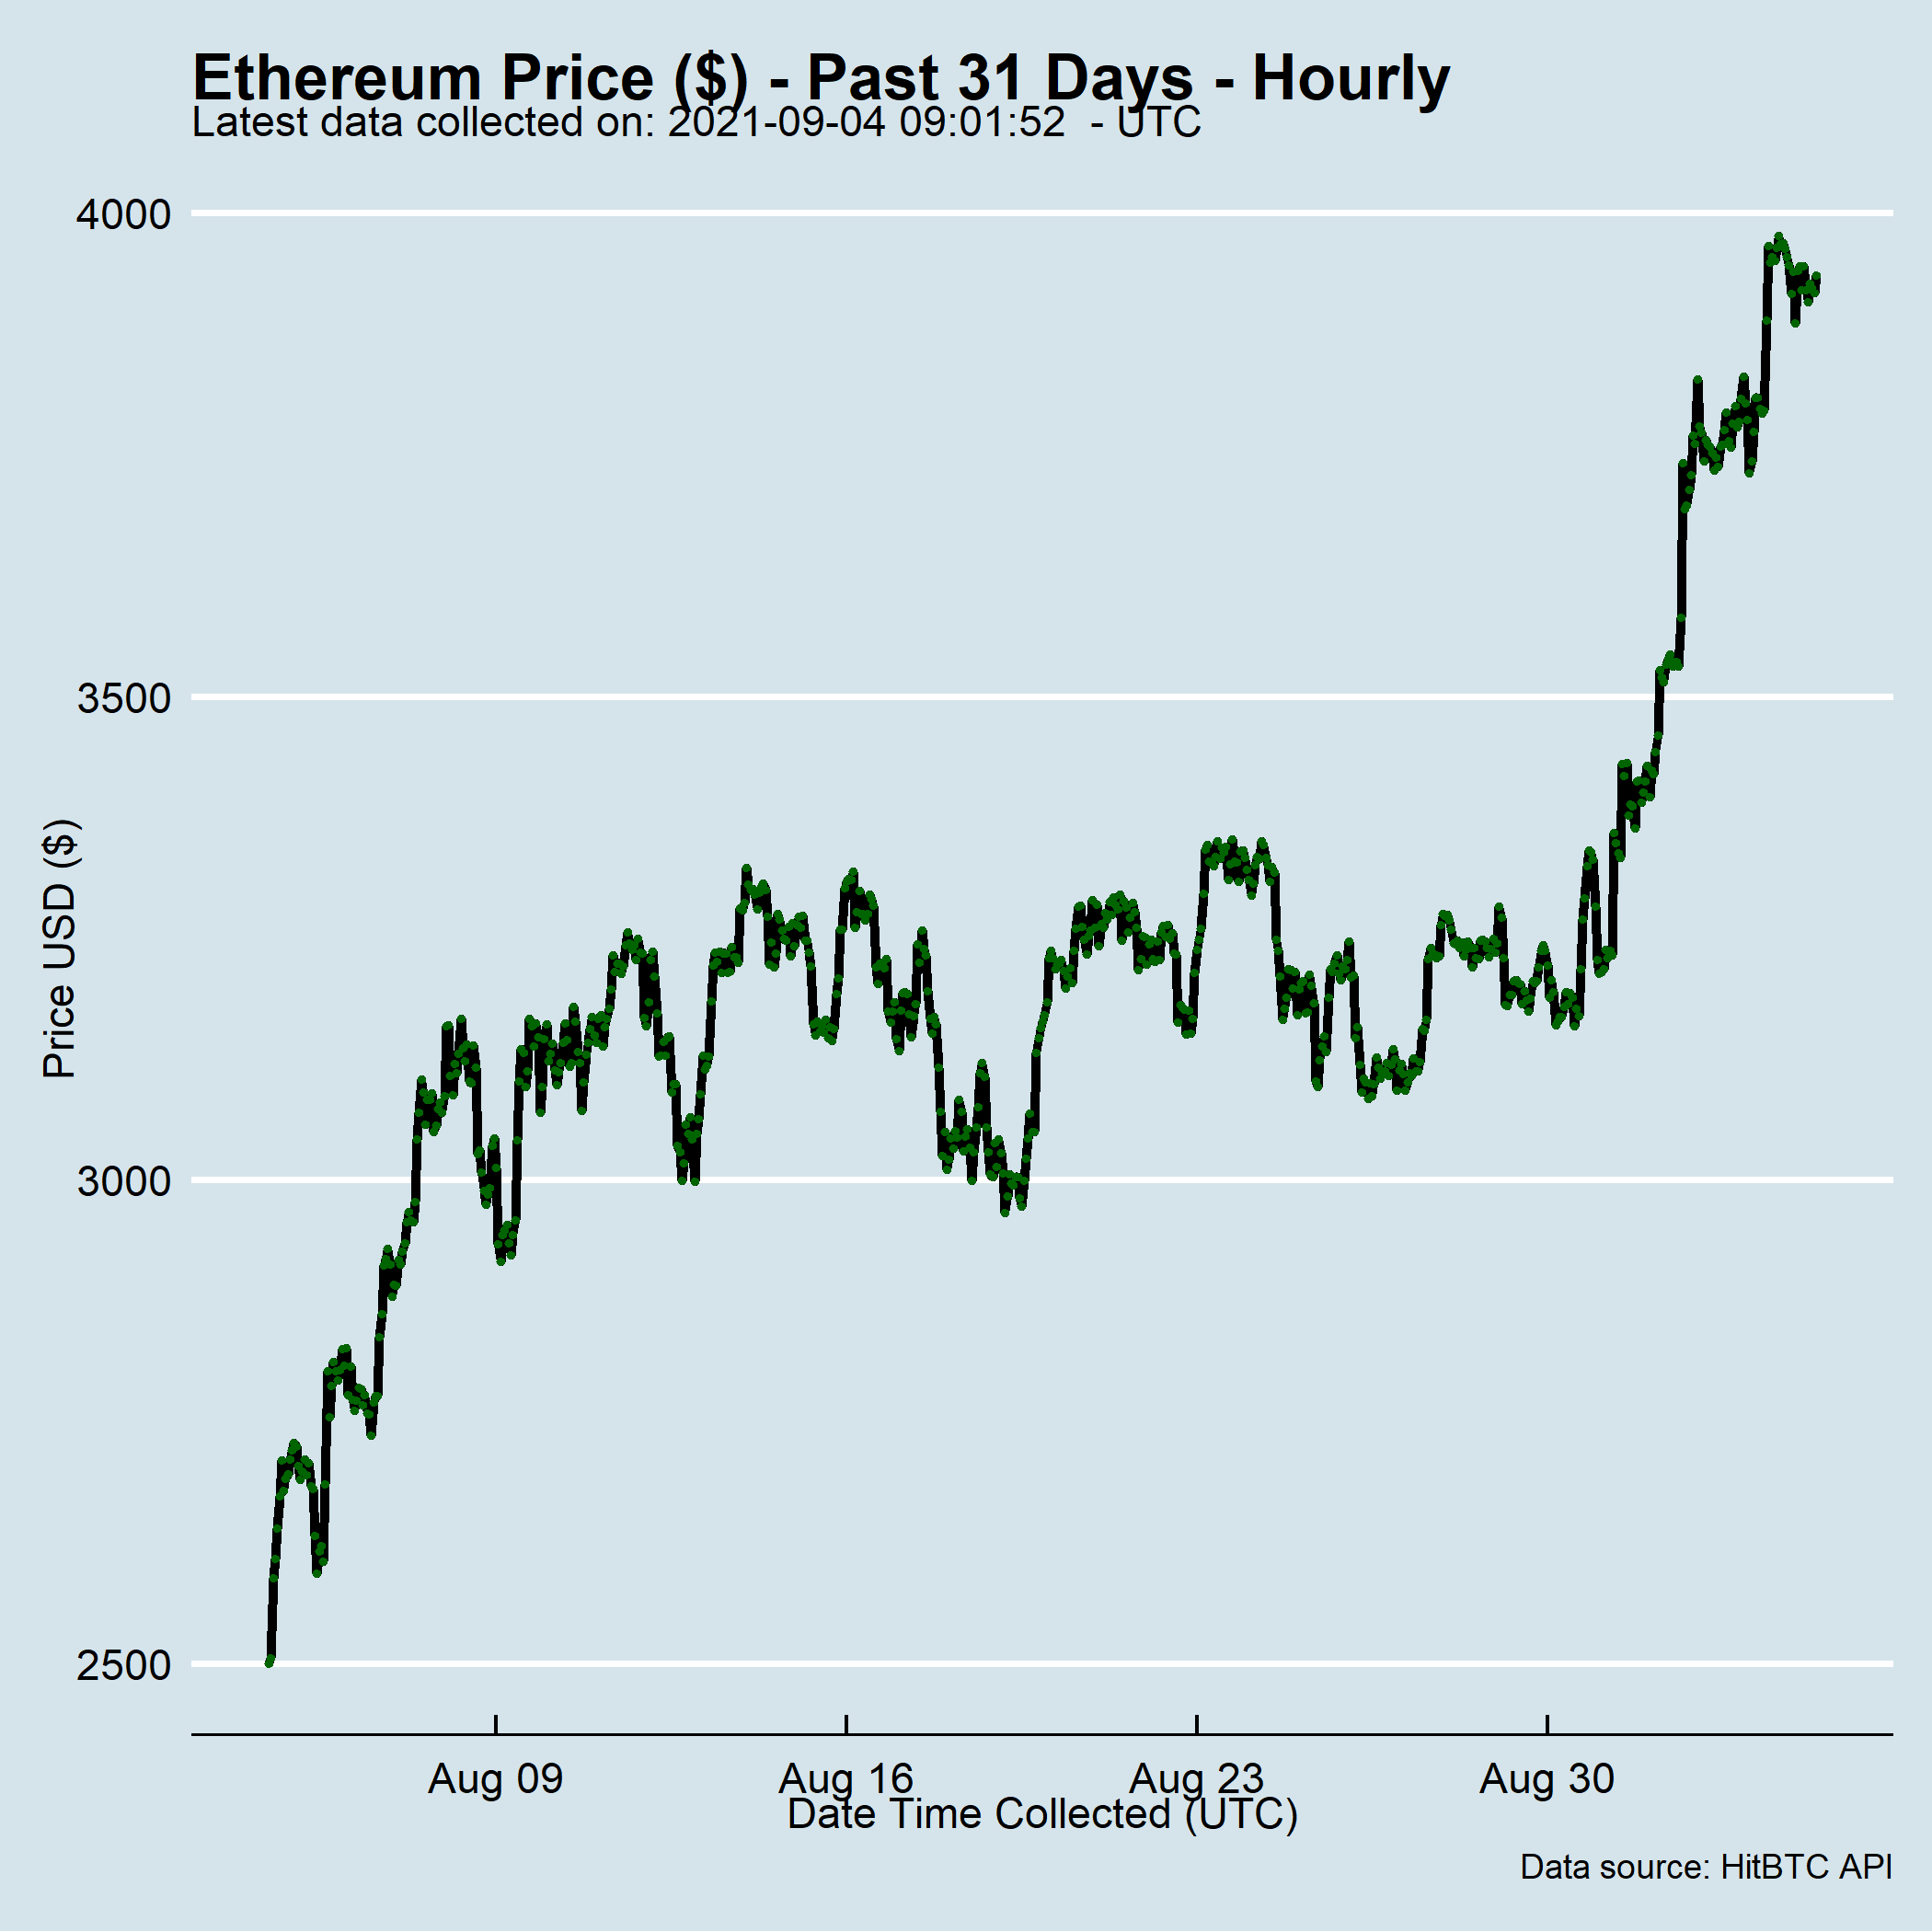 Ethereum Price ($) - Past 31 Days - Hourly
Latest data collected on: 2021-09-04 09:01:52  - UTC
4000
3500
3000
2500
Price USD ($)
Aug 09
Aug 16
Aug 23
Aug 30
Date Time Collected (UTC)
Data source: HitBTC API